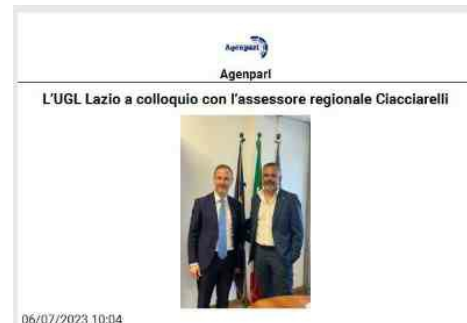 Agenparl
Agenparl
L'UGL Lazio a colloquio con l'assessore regionale Ciacciarelli
06/07/2023 10:04